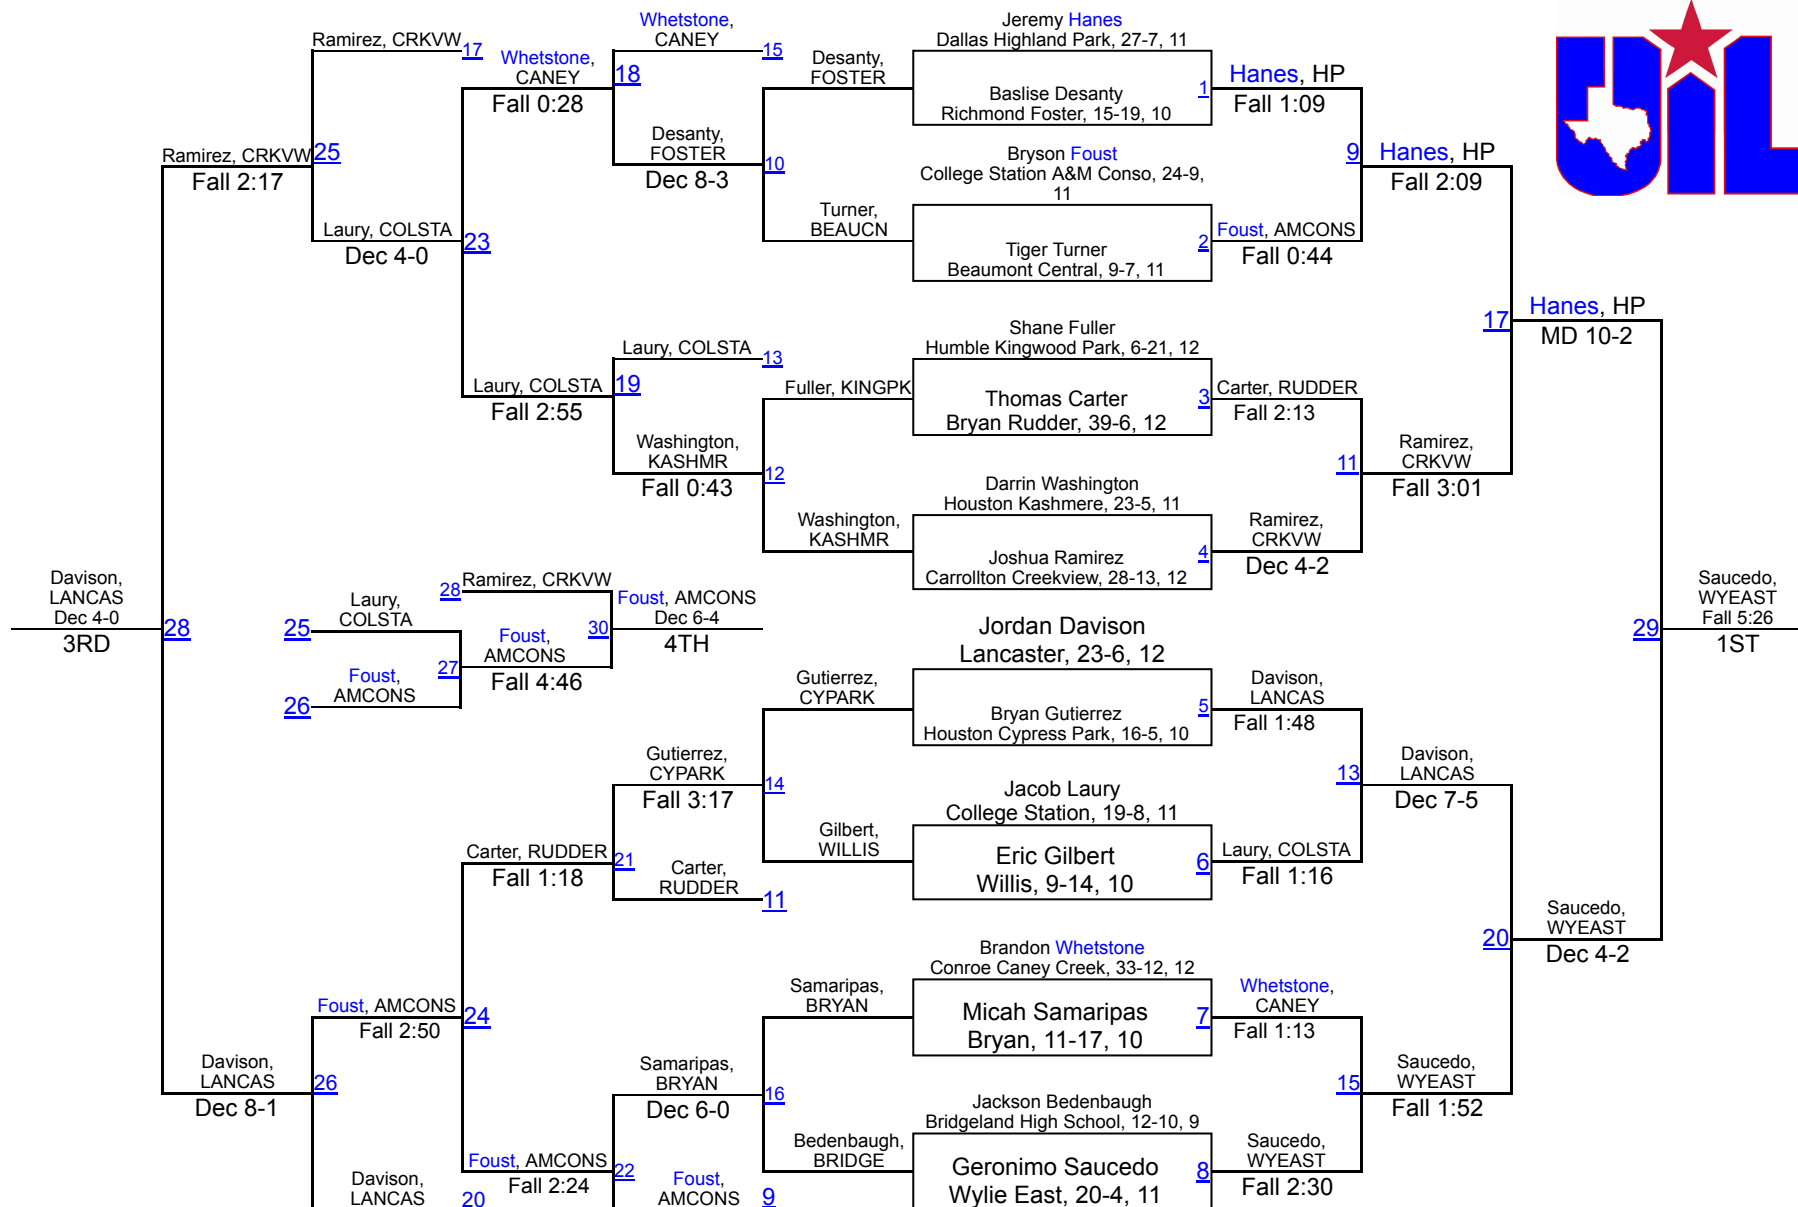 Ramirez, CRKVW
17
Whetstone,
CANEY
Fall 0:28
Whetstone,
CANEY
15
18
Desanty,
FOSTER
Dec 8-3
10
Desanty,
FOSTER
Turner,
BEAUCN
Jeremy Hanes
Dallas Highland Park, 27-7, 11
Baslise Desanty
Richmond Foster, 15-19, 10
1
Hanes, HP
Fall 1:09
Bryson Foust
College Station A&M Conso, 24-9,
11
Tiger Turner
Beaumont Central, 9-7, 11
2
Foust, AMCONS
Fall 0:44
9
Hanes, HP
Fall 2:09
UIL
Ramirez, CRKVW
Fall 2:17
25
Laury, COLSTA
Dec 4-0
23
Laury, COLSTA
Fall 2:55
Laury, COLSTA
13
19
Washington,
KASHMR
Fall 0:43
12
Fuller, KINGPK
Washington,
KASHMR
Shane Fuller
Humble Kingwood Park, 6-21, 12
Thomas Carter
Bryan Rudder, 39-6, 12
3
Carter, RUDDER
Fall 2:13
Darrin Washington
Houston Kashmere, 23-5, 11
Joshua Ramirez
Carrollton Creekview, 28-13, 12
4
Ramirez,
CRKVW
Dec 4-2
11
Ramirez,
CRKVW
Fall 3:01
17
Hanes, HP
MD 10-2
Davison,
LANCAS
Dec 4-0
3RD
28
25
Laury,
COLSTA
26
Foust,
AMCONS
27
28
Ramirez, CRKVW
Foust,
AMCONS
Fall 4:46
30
Foust, AMCONS
Dec 6-4
4TH
29
Saucedo,
WYEAST
Fall 5:26
1ST
Jordan Davison
Lancaster, 23-6, 12
Bryan Gutierrez
Houston Cypress Park, 16-5, 10
5
Davison,
LANCAS
Fall 1:48
Gutierrez,
CYPARK
Gilbert,
WILLIS
14
Gutierrez,
CYPARK
Fall 3:17
Jacob Laury
College Station, 19-8, 11
Eric Gilbert
Willis, 9-14, 10
6
Laury, COLSTA
Fall 1:16
13
Davison,
LANCAS
Dec 7-5
Carter, RUDDER
Fall 1:18
21
Carter,
RUDDER
11
20
Saucedo,
WYEAST
Dec 4-2
Brandon Whetstone
Conroe Caney Creek, 33-12, 12
Micah Samaripas
Bryan, 11-17, 10
7
Whetstone,
CANEY
Fall 1:13
Samaripas,
BRYAN
Foust, AMCONS
Fall 2:50
24
Davison,
LANCAS
Dec 8-1
26
Samaripas,
BRYAN
Dec 6-0
16
Bedenbaugh,
BRIDGE
Jackson Bedenbaugh
Bridgeland High School, 12-10, 9
Geronimo Saucedo
Wylie East, 20-4, 11
8
Saucedo,
WYEAST
Fall 2:30
15
Saucedo,
WYEAST
Fall 1:52
Foust, AMCONS
Fall 2:24
22
Foust,
AMCONS
9
Davison,
LANCAS
20